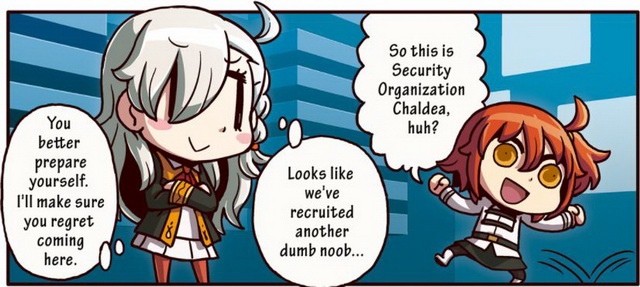 So this is
Security
Organization
Chaldea,
huh?
Looks like
we've
recruited
another
dumb noob...
You
better
prepare
yourself.
I'll make sure
you regret
coming
here.